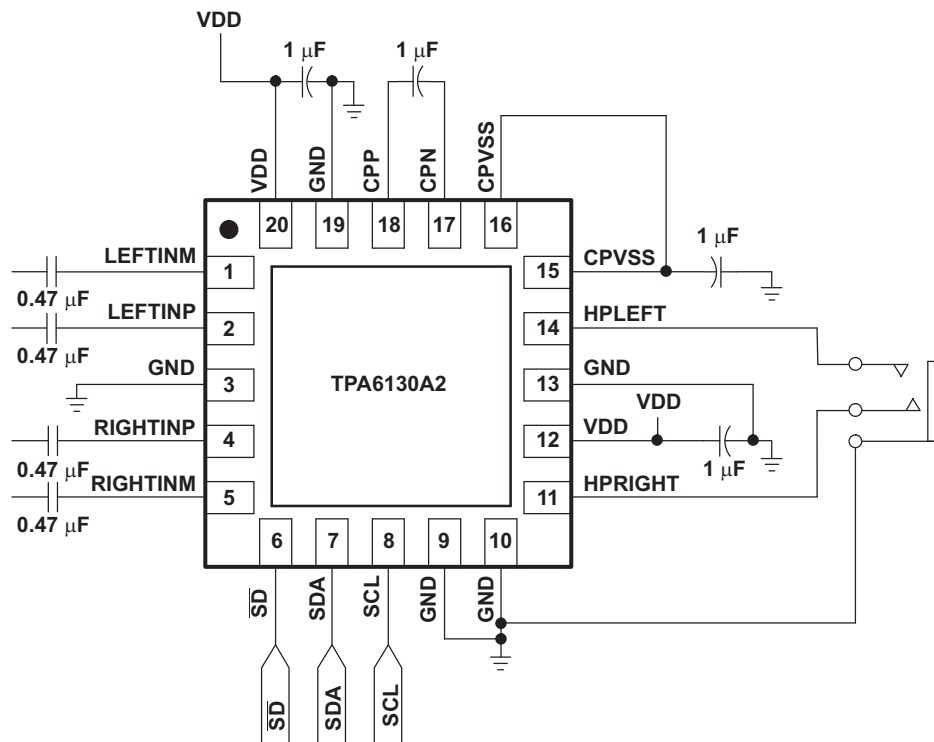 VDD
1 μF
1 μF
VDD
GND
CPP
CPN
CPVSS
20
19
18
17
16
LEFTINM
1
0.47 μF
LEFTINP
2
0.47 μF
GND
3
RIGHTINP
4
0.47 μF
RIGHTINM
5
0.47 μF
TPA6130A2
15
CPVSS
1 μF
14
HPLEFT
13
GND
VDD
12
VDD
1 μF
11
HPRIGHT
6
7
8
9
10
S̅D̅
SDA
SCL
GND
GND
S̅D̅
SDA
SCL